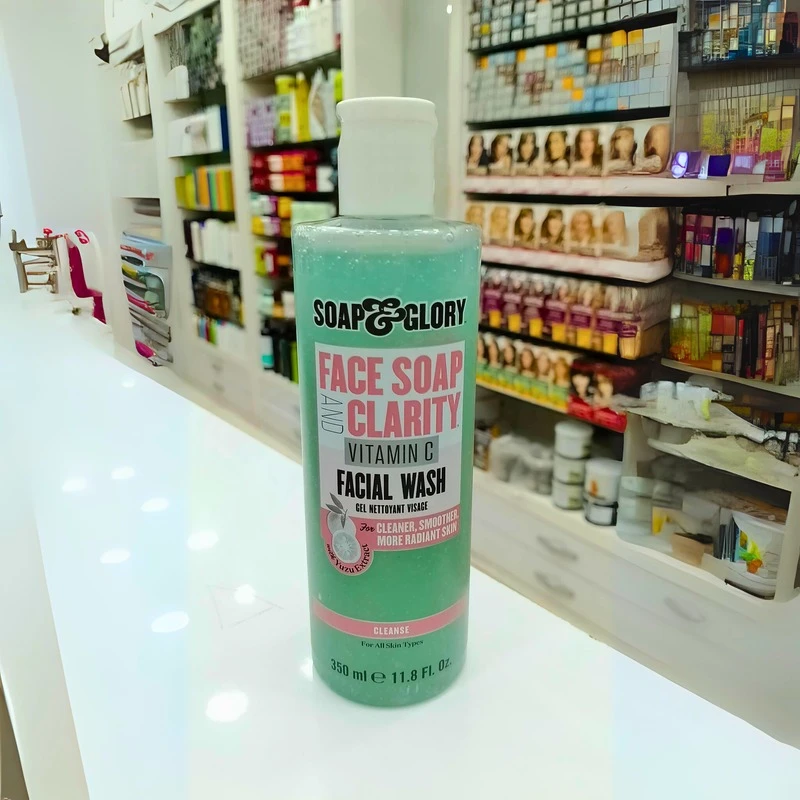 SOAP&GLORY
FACE SOAP
AND CLARITY
VITAMIN C
FACIAL WASH
GEL NETTOYANT VISAGE
For CLEANER, SMOOTHER,
MORE RADIANT SKIN
with Yuzu Extract
CLEANSE
For All Skin Types
350 ml ℮ 11.8 Fl. Oz.